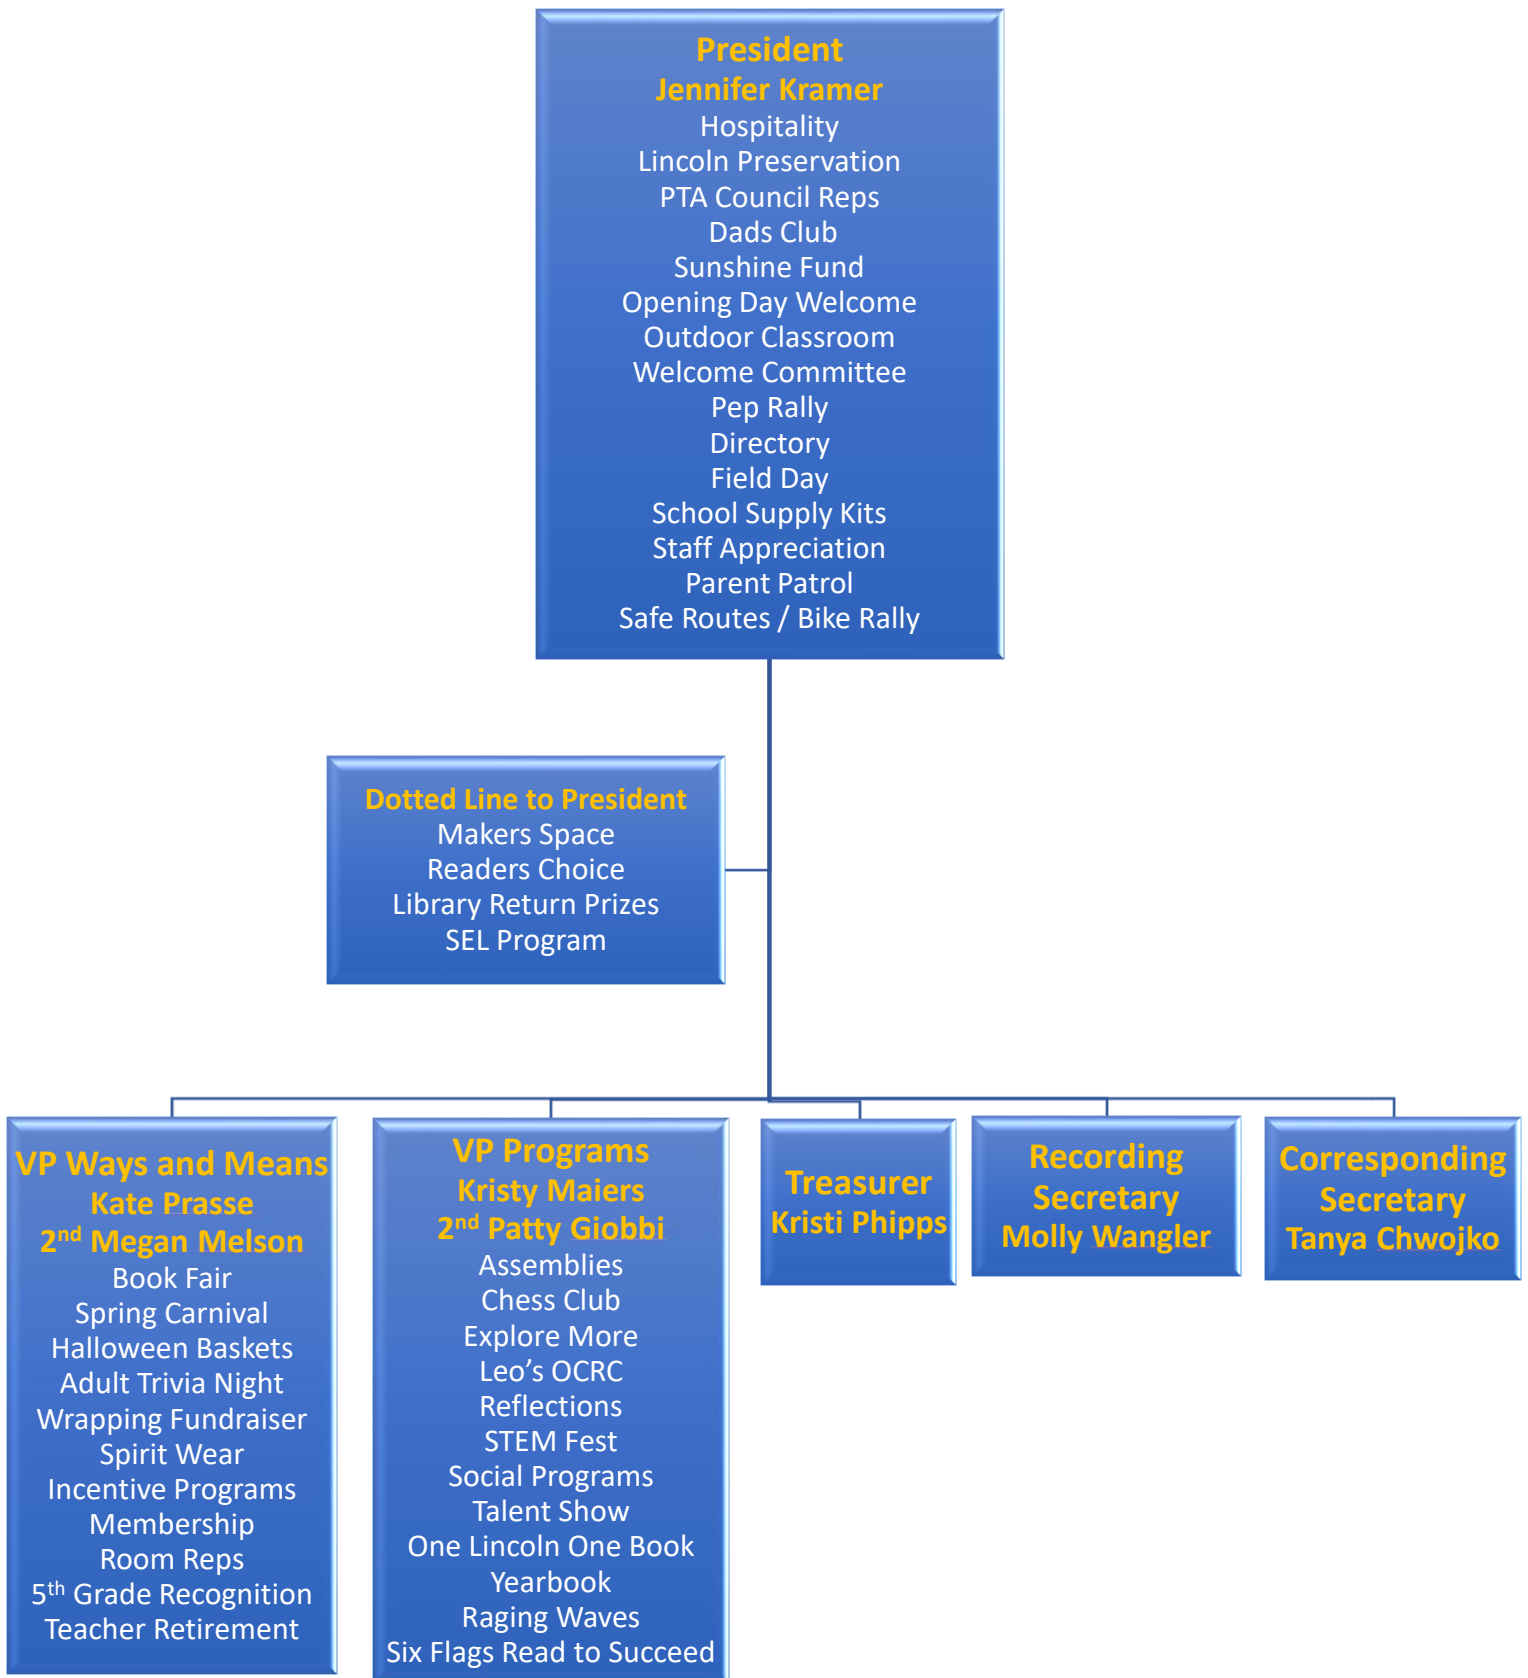 President
Jennifer Kramer
Hospitality
Lincoln Preservation
PTA Council Reps
Dads Club
Sunshine Fund
Opening Day Welcome
Outdoor Classroom
Welcome Committee
Pep Rally
Directory
Field Day
School Supply Kits
Staff Appreciation
Parent Patrol
Safe Routes / Bike Rally
Dotted Line to President
Makers Space
Readers Choice
Library Return Prizes
SEL Program
VP Ways and Means
Kate Prasse
2nd Megan Melson
Book Fair
Spring Carnival
Halloween Baskets
Adult Trivia Night
Wrapping Fundraiser
Spirit Wear
Incentive Programs
Membership
Room Reps
5th Grade Recognition
Teacher Retirement
VP Programs
Kristy Maiers
2nd Patty Giobbi
Assemblies
Chess Club
Explore More
Leo’s OCRC
Reflections
STEM Fest
Social Programs
Talent Show
One Lincoln One Book
Yearbook
Raging Waves
Six Flags Read to Succeed
Treasurer
Kristi Phipps
Recording
Secretary
Molly Wangler
Corresponding
Secretary
Tanya Chwojko